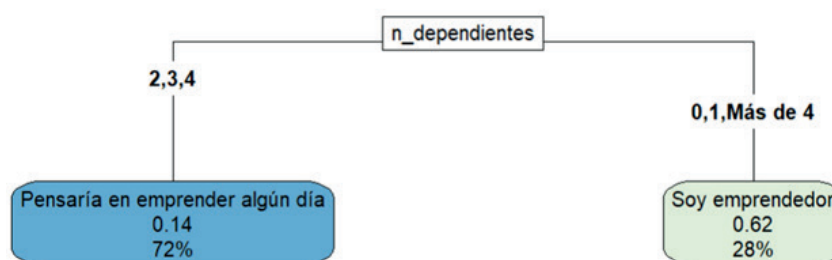 n_dependientes
2,3,4
0,1,Más de 4
Pensaría en emprender algún día
0.14
72%
Soy emprendedor
0.62
28%